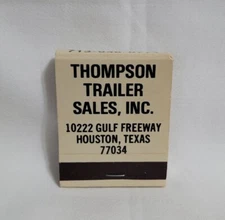 THOMPSON
TRAILER
SALES, INC.
10222 GULF FREEWAY
HOUSTON, TEXAS
77034